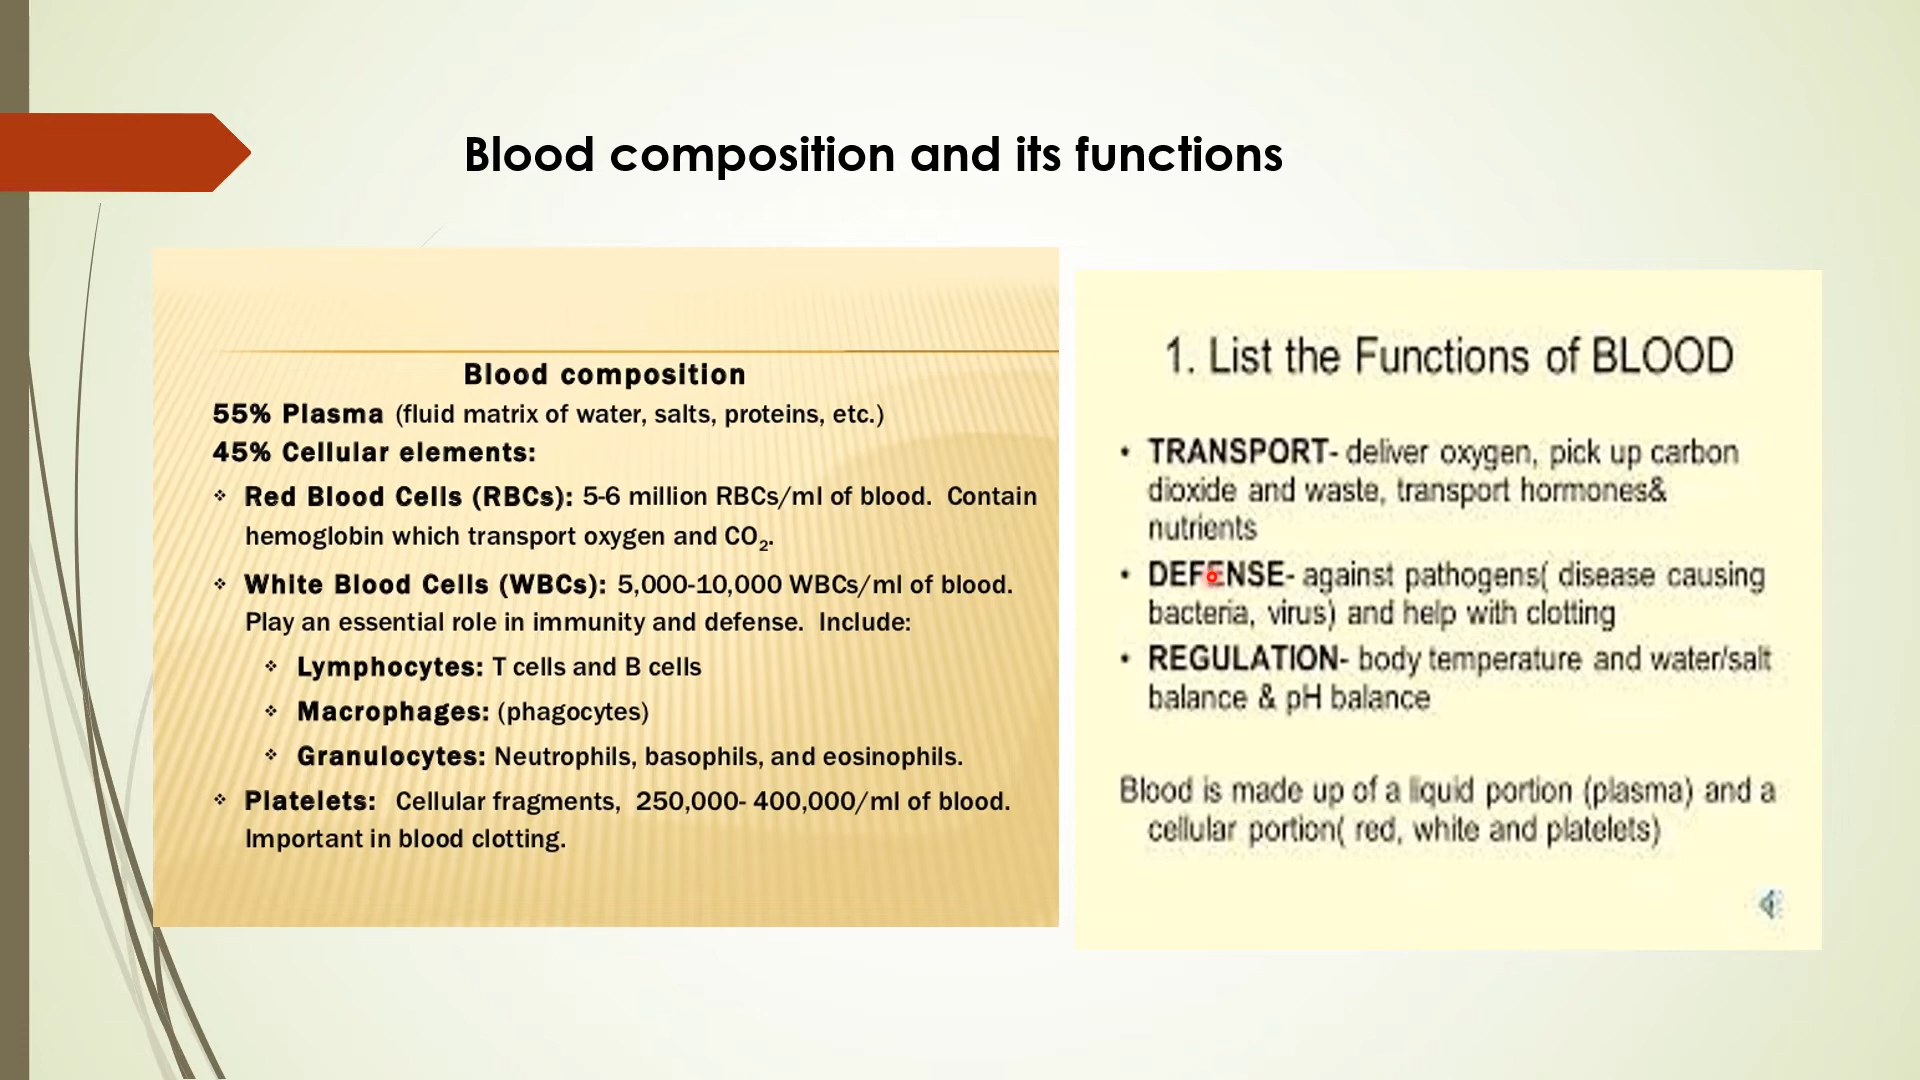 Blood composition and its functions
Blood composition
55% Plasma (fluid matrix of water, salts, proteins, etc.)
45% Cellular elements:
❖ Red Blood Cells (RBCs): 5-6 million RBCs/ml of blood. Contain
hemoglobin which transport oxygen and CO₂.
❖ White Blood Cells (WBCs): 5,000-10,000 WBCs/ml of blood.
Play an essential role in immunity and defense. Include:
❖ Lymphocytes: T cells and B cells
❖ Macrophages: (phagocytes)
❖ Granulocytes: Neutrophils, basophils, and eosinophils.
❖ Platelets: Cellular fragments, 250,000- 400,000/ml of blood.
Important in blood clotting.
1. List the Functions of BLOOD
• TRANSPORT- deliver oxygen, pick up carbon
dioxide and waste, transport hormones&
nutrients
• DEFENSE- against pathogens( disease causing
bacteria, virus) and help with clotting
• REGULATION- body temperature and water/salt
balance & pH balance
Blood is made up of a liquid portion (plasma) and a
cellular portion( red, white and platelets)